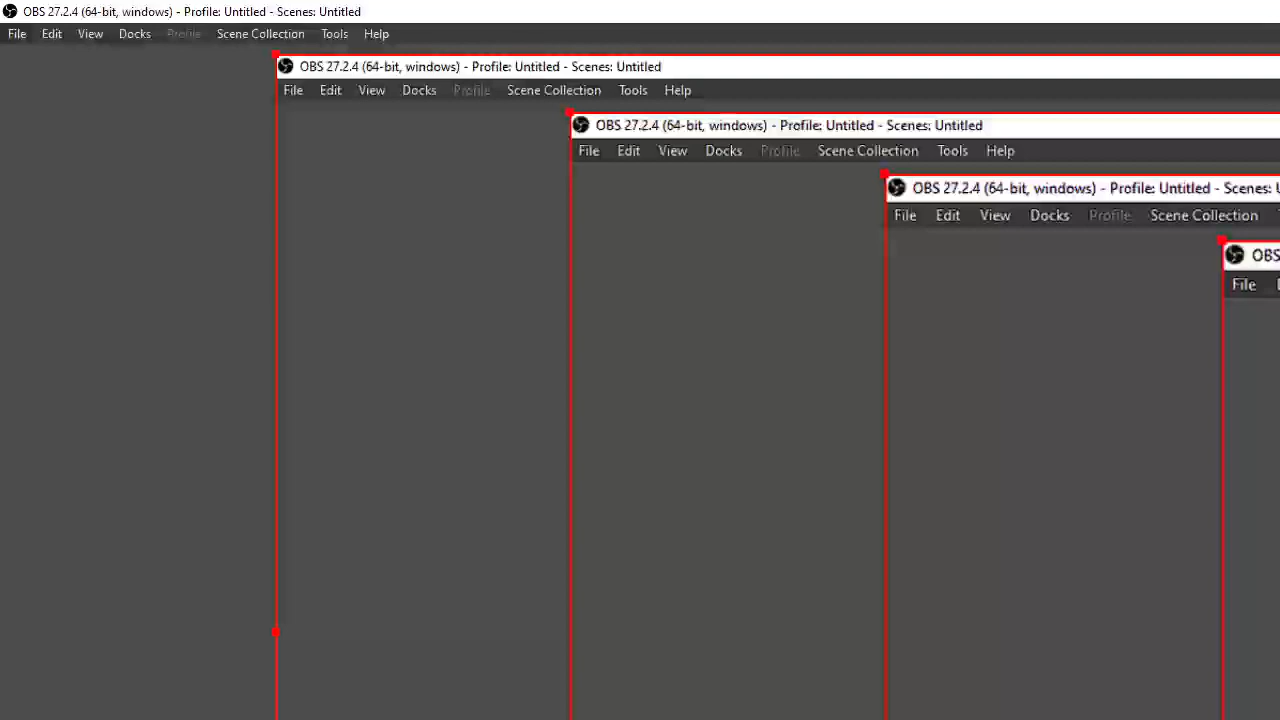 OBS 27.2.4 (64-bit, windows) - Profile: Untitled - Scenes: Untitled
File Edit View Docks Profile Scene Collection Tools Help
OBS 27.2.4 (64-bit, windows) - Profile: Untitled - Scenes: Untitled
File Edit View Docks Profile Scene Collection Tools Help
OBS 27.2.4 (64-bit, windows) - Profile: Untitled - Scenes: Untitled
File Edit View Docks Profile Scene Collection Tools Help
OBS 27.2.4 (64-bit, windows) - Profile: Untitled - Scenes:
File Edit View Docks Profile Scene Collection
OBS
File